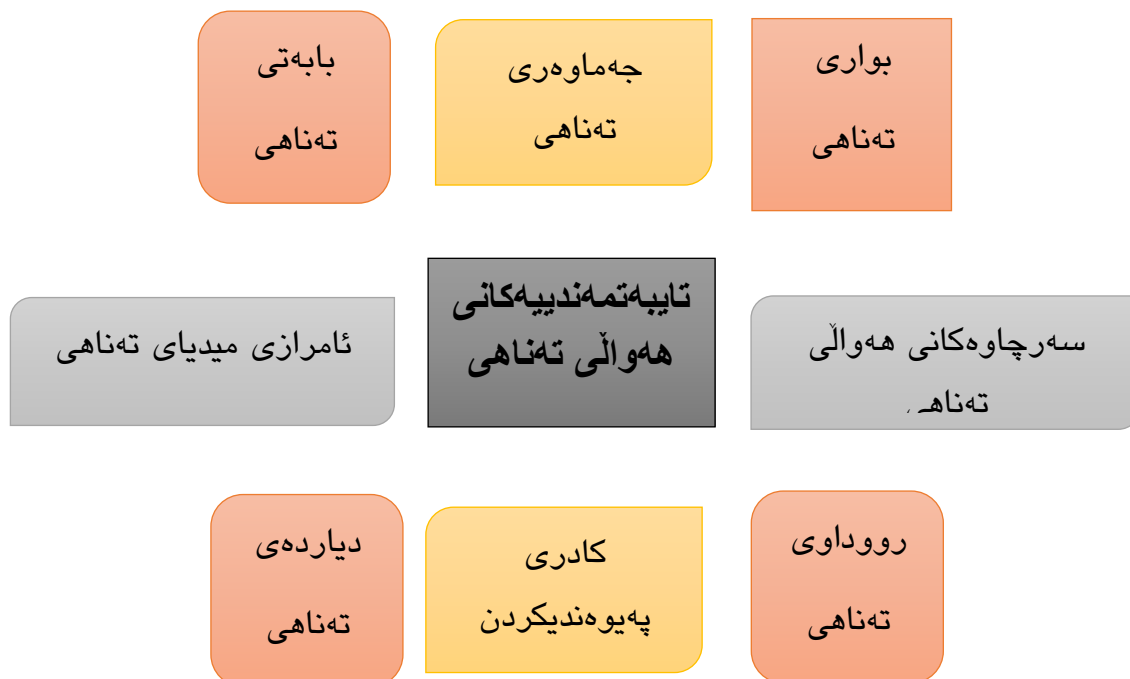 بواری
تەناهی
جەماوەری
تەناهی
بابەتی
تەناهی
سەرچاوەکانی هەواڵی
تەناهی
تایبەتمەندییەکانی
هەواڵی تەناهی
ئامرازی میدیای تەناهی
رووداوی
تەناهی
کادری
پەیوەندیکردن
دیاردەی
تەناهی